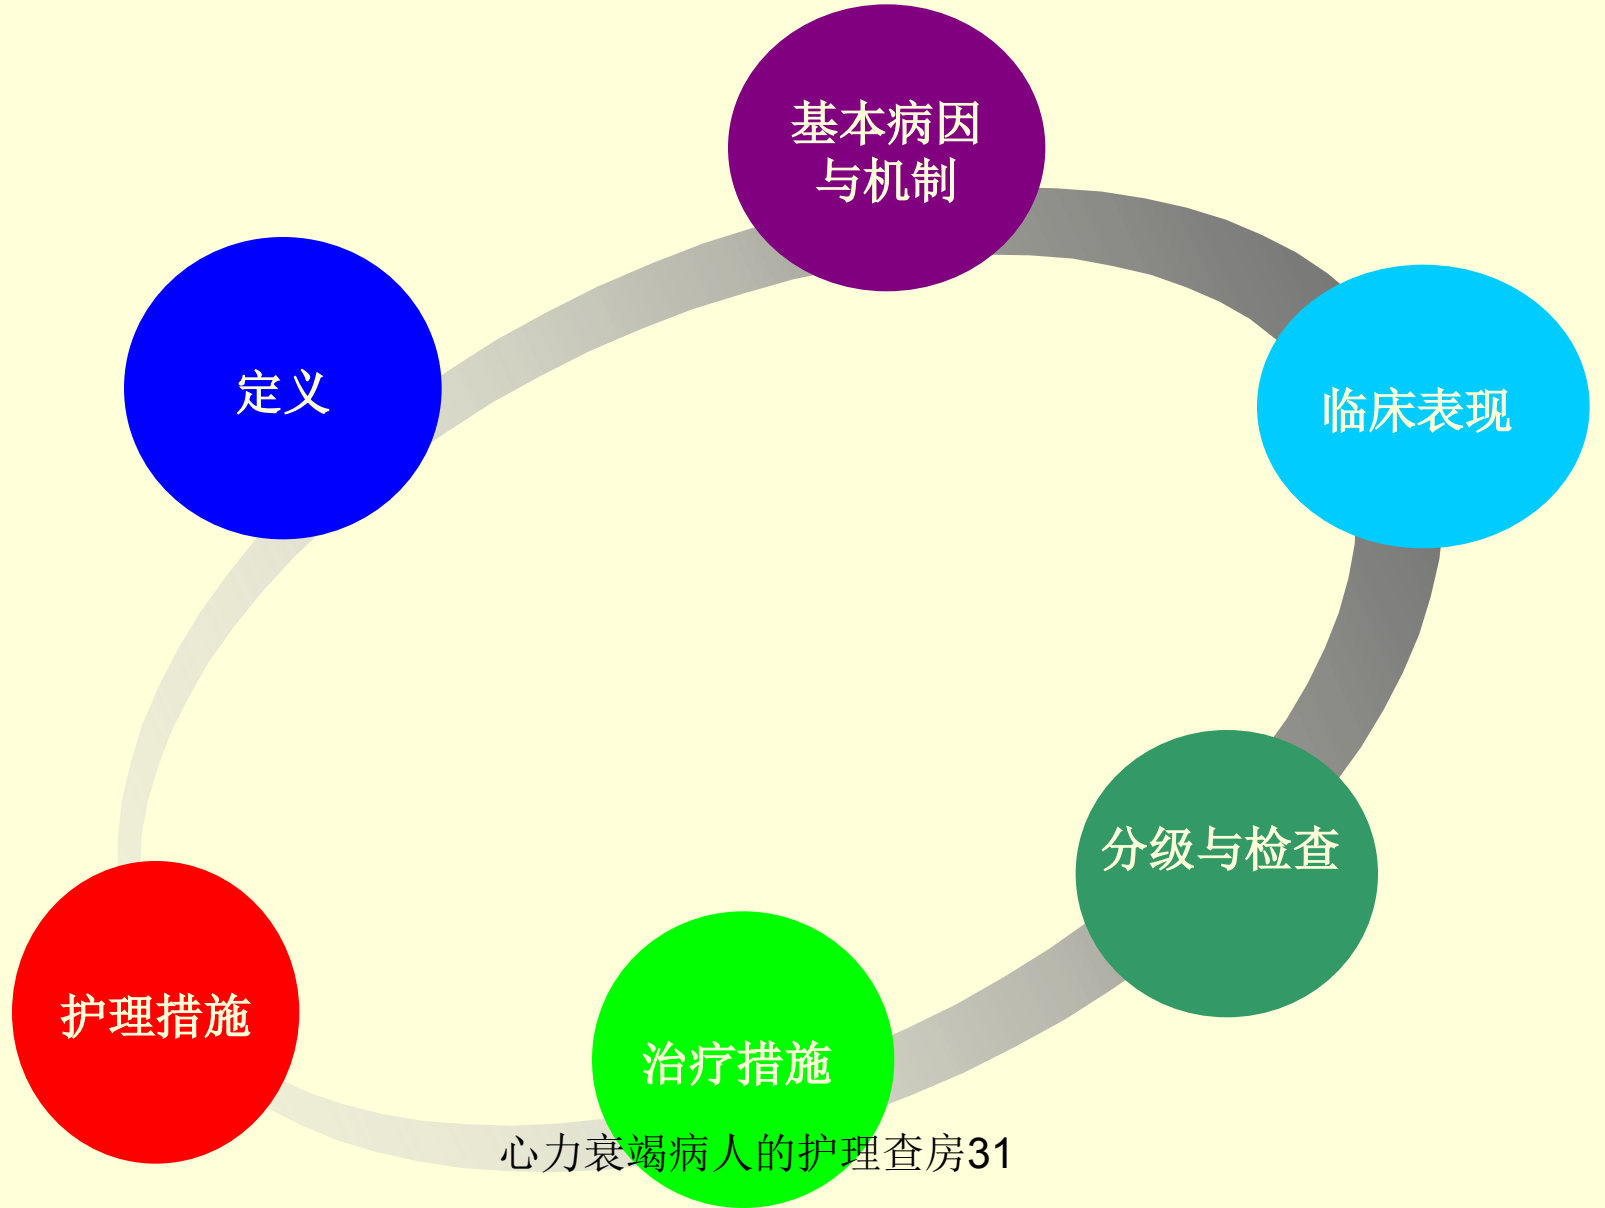 基本病因
与机制
定义
临床表现
分级与检查
护理措施
治疗措施
心力衰竭病人的护理查房31